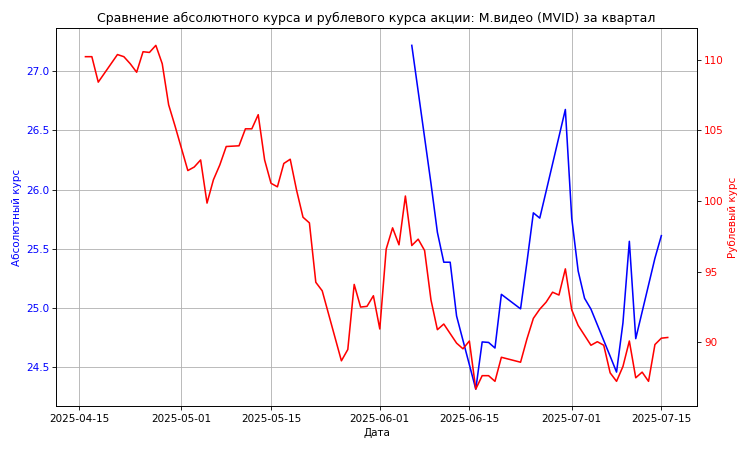 Сравнение абсолютного курса и рублевого курса акции: М.видео (MVID) за квартал
27.0
26.5
26.0
25.5
25.0
24.5
Абсолютный курс
110
105
100
95
90
Рублевый курс
2025-04-15 2025-05-01 2025-05-15 2025-06-01 2025-06-15 2025-07-01 2025-07-15
Дата